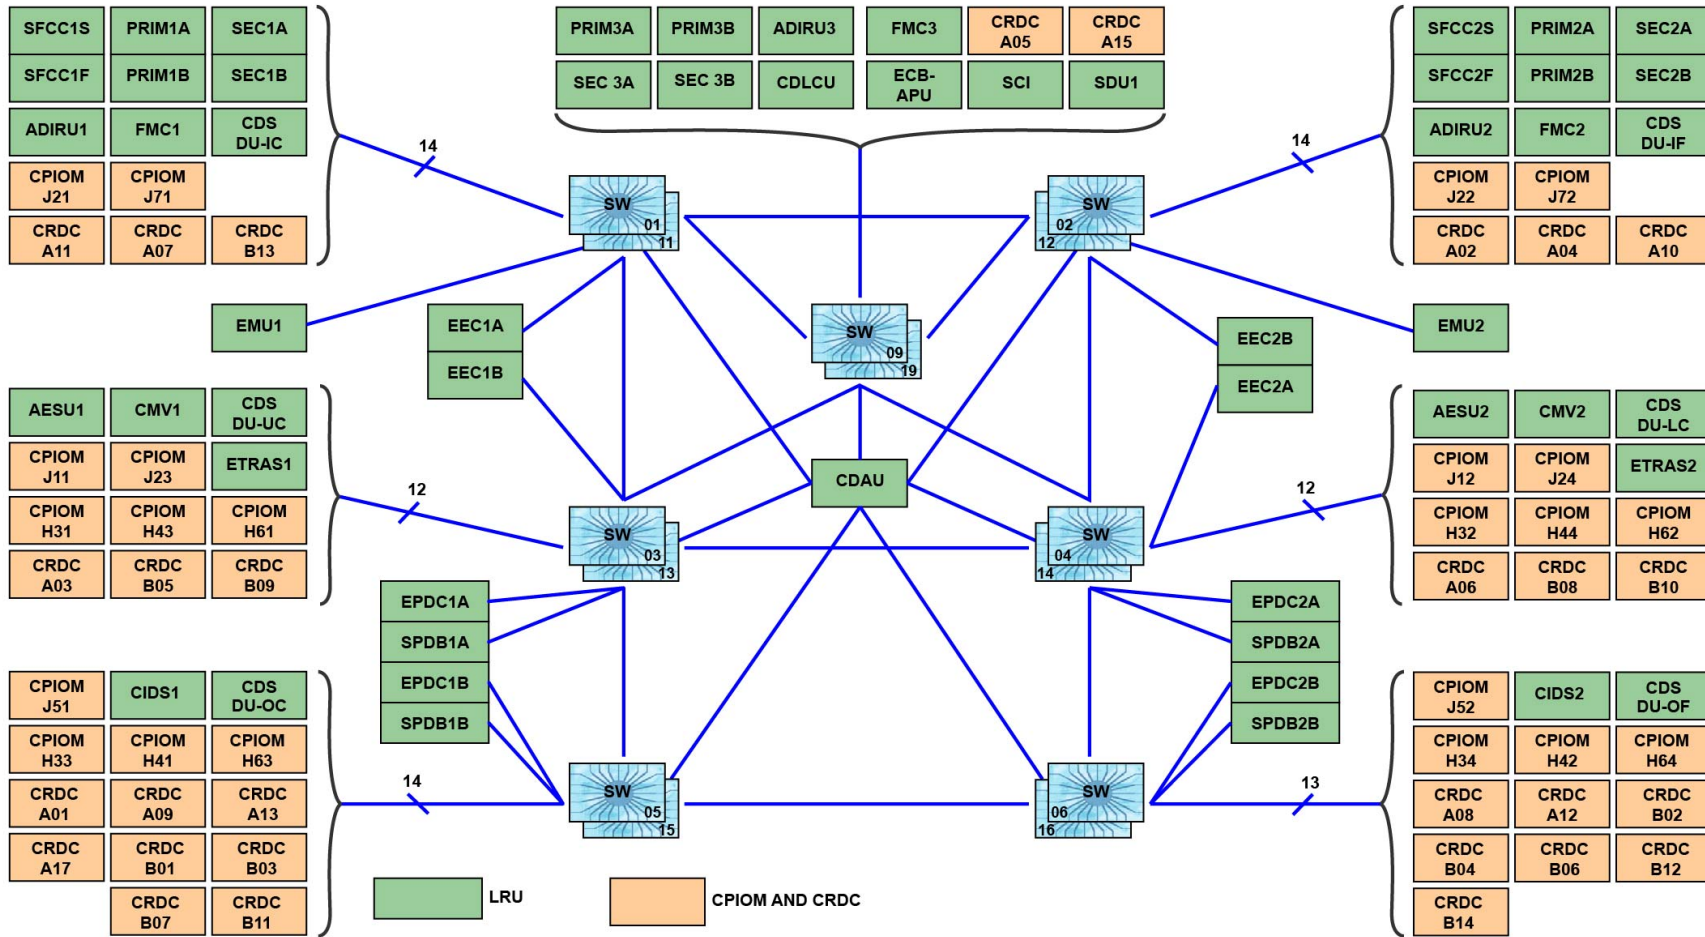 SFCC1S
PRIM1A
SEC1A
SFCC1F
PRIM1B
SEC1B
ADIRU1
FMC1
CDS
DU-IC
CPIOM
J21
CPIOM
J71
CRDC
A11
CRDC
A07
CRDC
B13
14
PRIM3A
PRIM3B
ADIRU3
FMC3
CRDC
A05
CRDC
A15
SEC 3A
SEC 3B
CDLCU
ECB-
APU
SCI
SDU1
14
SFCC2S
PRIM2A
SEC2A
SFCC2F
PRIM2B
SEC2B
ADIRU2
FMC2
CDS
DU-IF
CPIOM
J22
CPIOM
J72
CRDC
A02
CRDC
A04
CRDC
A10
SW
01
11
SW
02
12
EMU1
EEC1A
EEC1B
SW
09
19
EEC2B
EEC2A
EMU2
AESU1
CMV1
CDS
DU-UC
CPIOM
J11
CPIOM
J23
ETRAS1
CPIOM
H31
CPIOM
H43
CPIOM
H61
CRDC
A03
CRDC
B05
CRDC
B09
12
CDAU
SW
03
13
SW
04
14
12
AESU2
CMV2
CDS
DU-LC
CPIOM
J12
CPIOM
J24
ETRAS2
CPIOM
H32
CPIOM
H44
CPIOM
H62
CRDC
A06
CRDC
B08
CRDC
B10
EPDC1A
SPDB1A
EPDC1B
SPDB1B
EPDC2A
SPDB2A
EPDC2B
SPDB2B
CPIOM
J51
CIDS1
CDS
DU-OC
CPIOM
H33
CPIOM
H41
CPIOM
H63
CRDC
A01
CRDC
A09
CRDC
A13
CRDC
A17
CRDC
B01
CRDC
B03
CRDC
B07
CRDC
B11
14
SW
05
15
SW
06
16
13
CPIOM
J52
CIDS2
CDS
DU-OF
CPIOM
H34
CPIOM
H42
CPIOM
H64
CRDC
A08
CRDC
A12
CRDC
B02
CRDC
B04
CRDC
B06
CRDC
B12
CRDC
B14
LRU
CPIOM AND CRDC